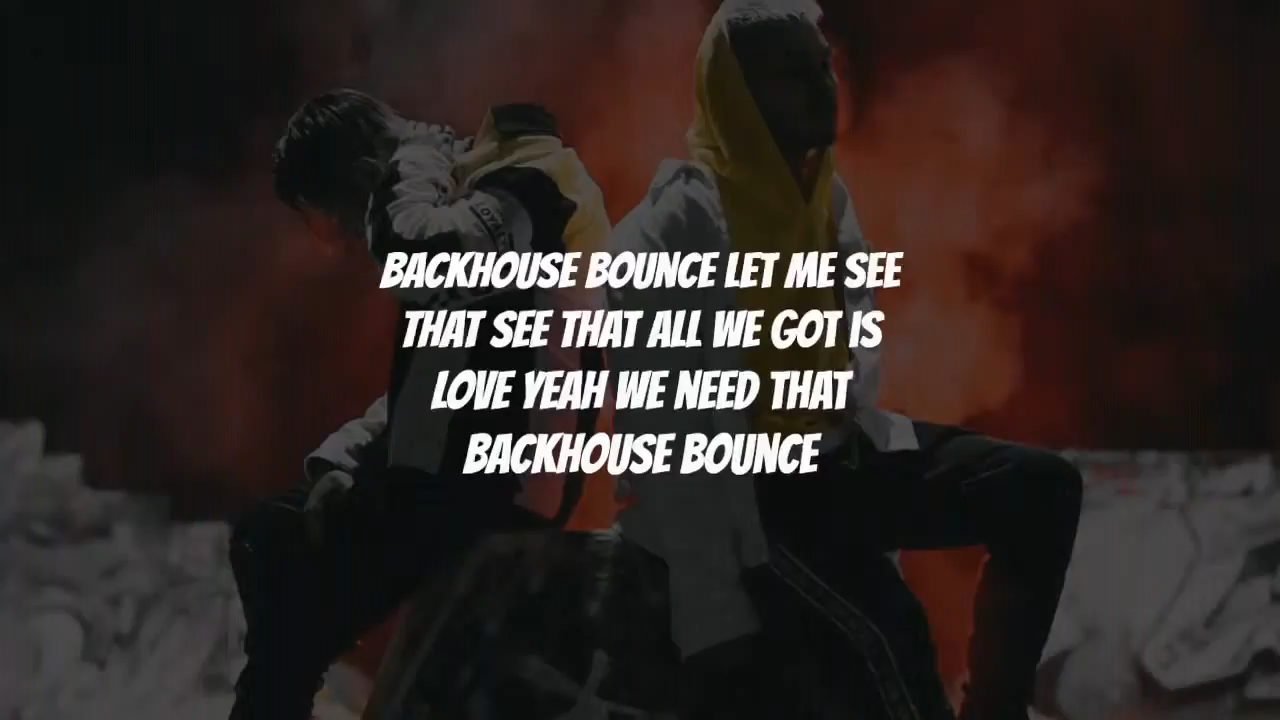 BACKHOUSE BOUNCE LET ME SEE
THAT SEE THAT ALL WE GOT IS
LOVE YEAH WE NEED THAT
BACKHOUSE BOUNCE